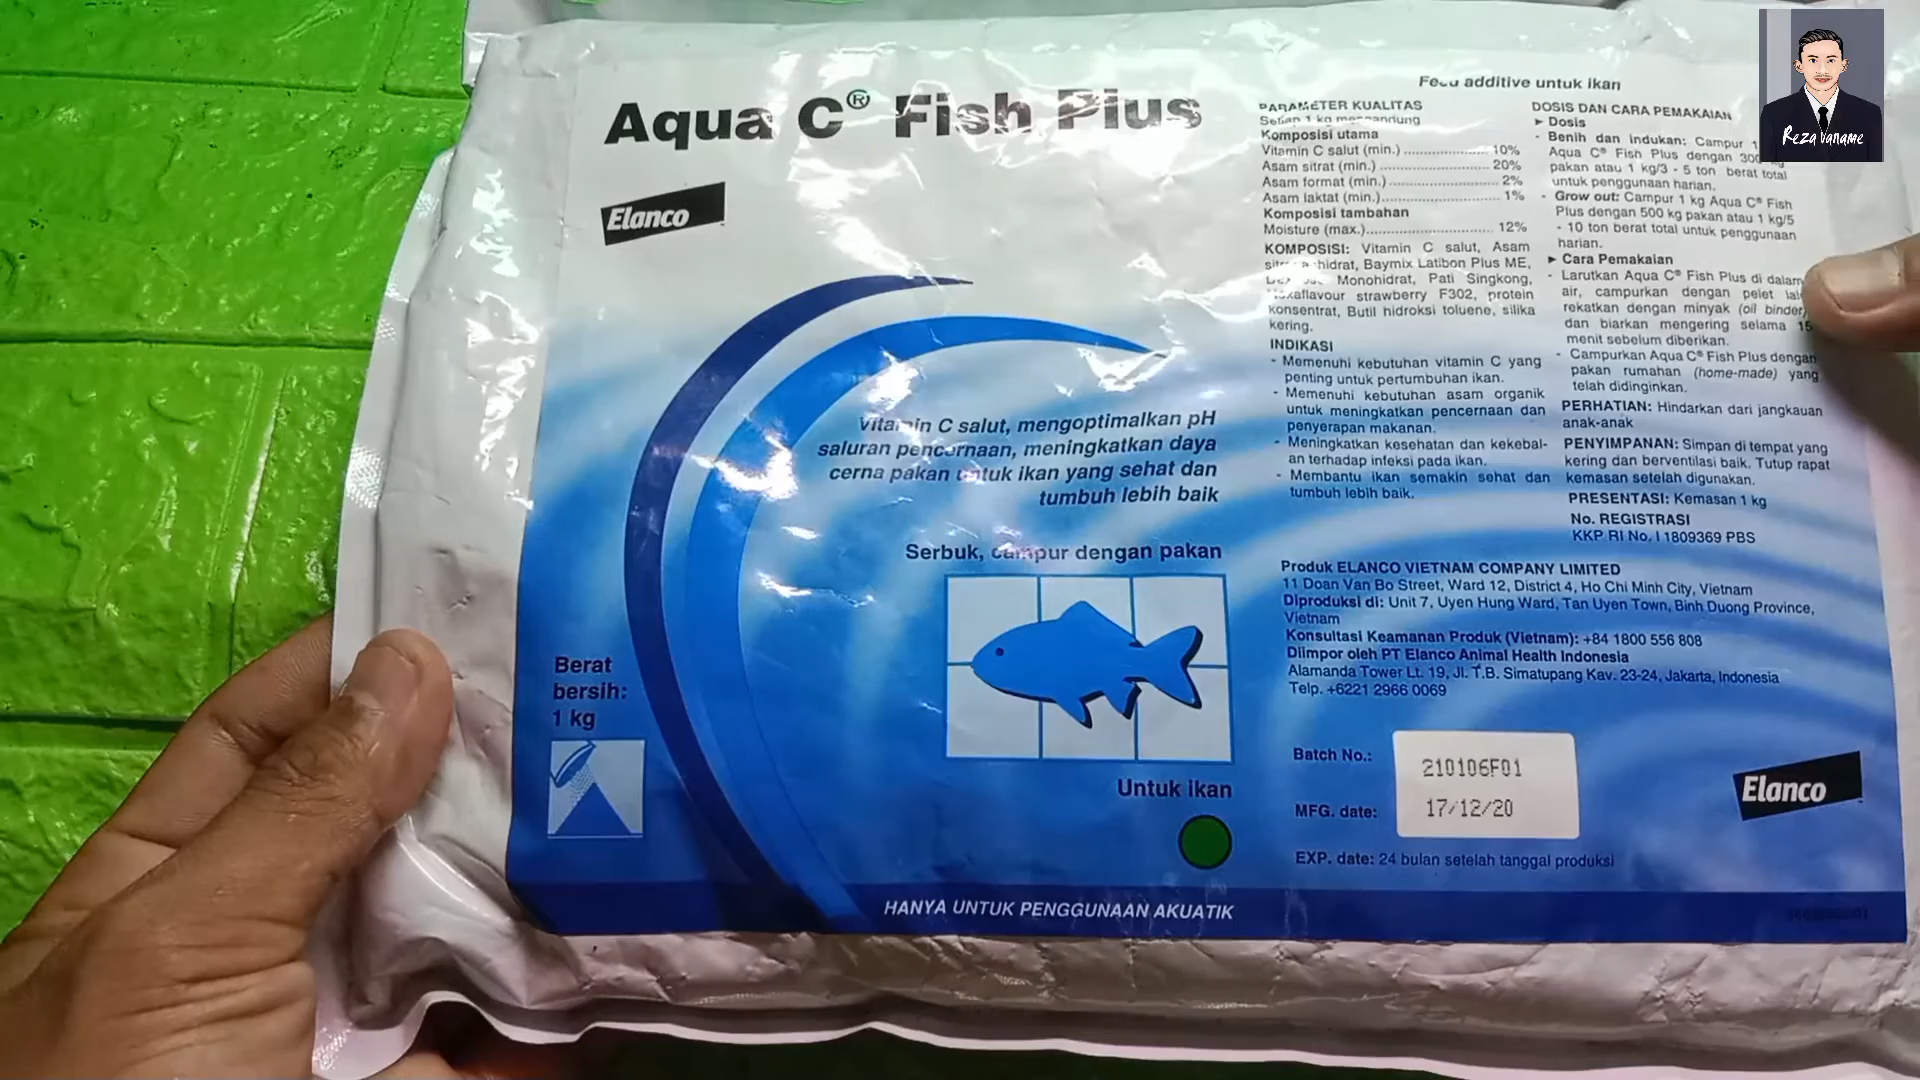 Aqua C® Fish Plus
Elanco
Vitamin C salut, mengoptimalkan pH
saluran pencernaan, meningkatkan daya
cerna pakan untuk ikan yang sehat dan
tumbuh lebih baik
Serbuk, campur dengan pakan
Berat
bersih:
1 kg
Untuk ikan
HANYA UNTUK PENGGUNAAN AKUATIK
Feed additive untuk ikan
PARAMETER KUALITAS
Setiap 1 kg mengandung
Komposisi utama
Vitamin C salut (min.) 10%
Asam sitrat (min.) 20%
Asam format (min.) 2%
Asam laktat (min.) 1%
Komposisi tambahan
Moisture (max.) 12%
KOMPOSISI: Vitamin C salut, Asam
Baymix Latibon Plus ME,
Monohidrat, Pati Singkong,
strawberry F302, protein
konsentrat, Butil hidroksi toluene, silika
kering.
INDIKASI
- Memenuhi kebutuhan vitamin C yang
penting untuk pertumbuhan ikan.
- Memenuhi kebutuhan asam organik
untuk meningkatkan pencernaan dan
penyerapan makanan.
- Meningkatkan kesehatan dan kekebal-
an terhadap infeksi pada ikan.
- Membantu ikan semakin sehat dan
tumbuh lebih baik.
DOSIS DAN CARA PEMAKAIAN
► Dosis
- Benih dan indukan: Campur 1
Aqua C® Fish Plus dengan 300 kg
pakan atau 1 kg/3 - 5 ton berat total
untuk penggunaan harian.
- Grow out: Campur 1 kg Aqua C® Fish
Plus dengan 500 kg pakan atau 1 kg/5
- 10 ton berat total untuk penggunaan
harian.
► Cara Pemakaian
- Larutkan Aqua C® Fish Plus di dalam
air, campurkan dengan pelet
rekatkan dengan minyak (oil binder)
dan biarkan mengering selama 15
menit sebelum diberikan.
- Campurkan Aqua C® Fish Plus dengan
pakan rumahan (home-made) yang
telah didinginkan.
PERHATIAN: Hindarkan dari jangkauan
anak-anak
PENYIMPANAN: Simpan di tempat yang
kering dan berventilasi baik. Tutup rapat
kemasan setelah digunakan.
PRESENTASI: Kemasan 1 kg
No. REGISTRASI
KKP RI No. I 1809369 PBS
Produk ELANCO VIETNAM COMPANY LIMITED
11 Doan Van Bo Street, Ward 12, District 4, Ho Chi Minh City, Vietnam
Diproduksi di: Unit 7, Uyen Hung Ward, Tan Uyen Town, Binh Duong Province,
Vietnam
Konsultasi Keamanan Produk (Vietnam): +84 1800 556 808
Diimpor oleh PT Elanco Animal Health Indonesia
Alamanda Tower Lt. 19, Jl. T.B. Simatupang Kav. 23-24, Jakarta, Indonesia
Telp. +6221 2966 0069
Batch No.: 210106F01
MFG. date: 17/12/20
EXP. date: 24 bulan setelah tanggal produksi
Elanco
Reza Vaname